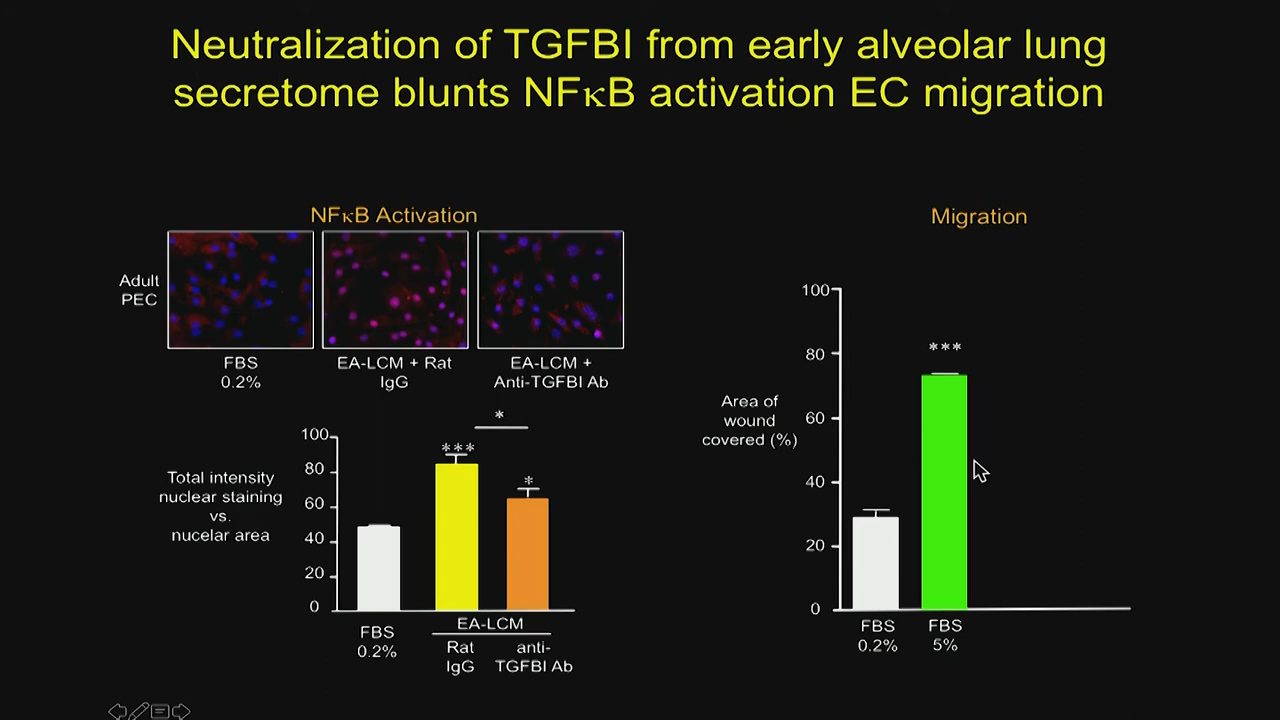 Neutralization of TGFBI from early alveolar lung
secretome blunts NFκB activation EC migration
NFκB Activation
Adult
PEC
FBS
0.2%
EA-LCM + Rat
IgG
EA-LCM +
Anti-TGFBI Ab
Total intensity
nuclear staining
vs.
nucelar area
100
80
60
40
20
0
***
*
*
FBS
0.2%
EA-LCM
Rat
IgG
anti-
TGFBI Ab
Migration
Area of
wound
covered (%)
100
80
60
40
20
0
***
FBS
0.2%
FBS
5%